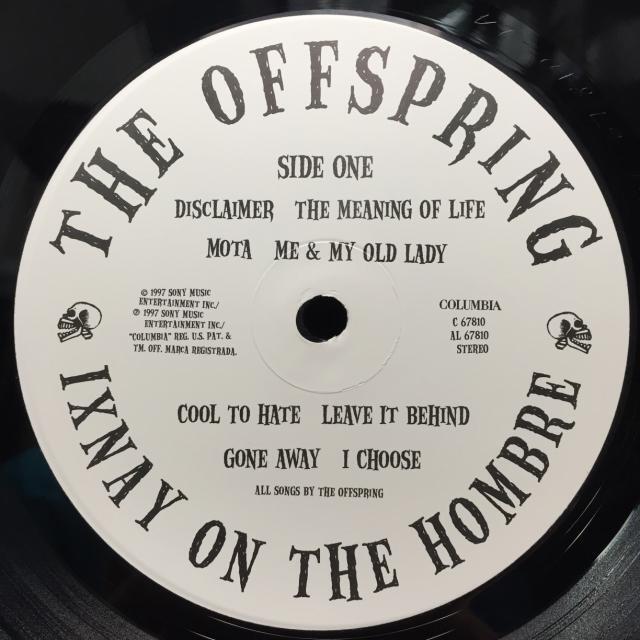 THE OFFSPRING
SIDE ONE
DISCLAIMER THE MEANING OF LIFE
MOTA ME & MY OLD LADY
© 1997 SONY MUSIC
ENTERTAINMENT INC./
℗ 1997 SONY MUSIC
ENTERTAINMENT INC./
"COLUMBIA" REG. U.S. PAT. &
TM. OFF. MARCA REGISTRADA.
COLUMBIA
C 67810
AL 67810
STEREO
COOL TO HATE LEAVE IT BEHIND
GONE AWAY I CHOOSE
ALL SONGS BY THE OFFSPRING
IXNAY ON THE HOMBRE